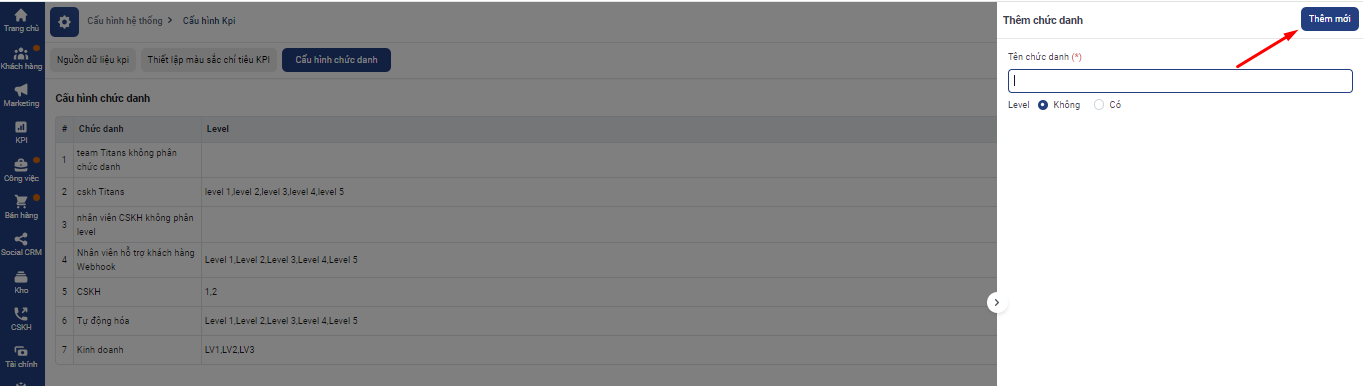 Trang chủ
Khách hàng
Marketing
KPI
Công việc
Bán hàng
Social CRM
Kho
CSKH
Tài chính
Cấu hình hệ thống > Cấu hình Kpi
Nguồn dữ liệu kpi Thiết lập màu sắc chỉ tiêu KPI Cấu hình chức danh
Cấu hình chức danh
# Chức danh Level
1 team Titans không phân
chức danh
2 cskh Titans level 1,level 2,level 3,level 4,level 5
3 nhân viên CSKH không phân
level
4 Nhân viên hỗ trợ khách hàng
Webhook Level 1,Level 2,Level 3,Level 4,Level 5
5 CSKH 1,2
6 Tự động hóa Level 1,Level 2,Level 3,Level 4,Level 5
7 Kinh doanh LV1,LV2,LV3
Thêm chức danh Thêm mới
Tên chức danh (*)
Level Không Có